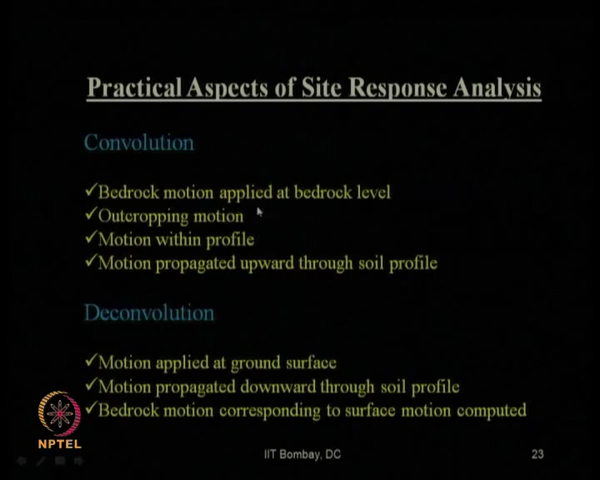 Practical Aspects of Site Response Analysis
Convolution
✓Bedrock motion applied at bedrock level
✓Outcropping motion
✓Motion within profile
✓Motion propagated upward through soil profile
Deconvolution
✓Motion applied at ground surface
✓Motion propagated downward through soil profile
✓Bedrock motion corresponding to surface motion computed
NPTEL
IIT Bombay, DC
23